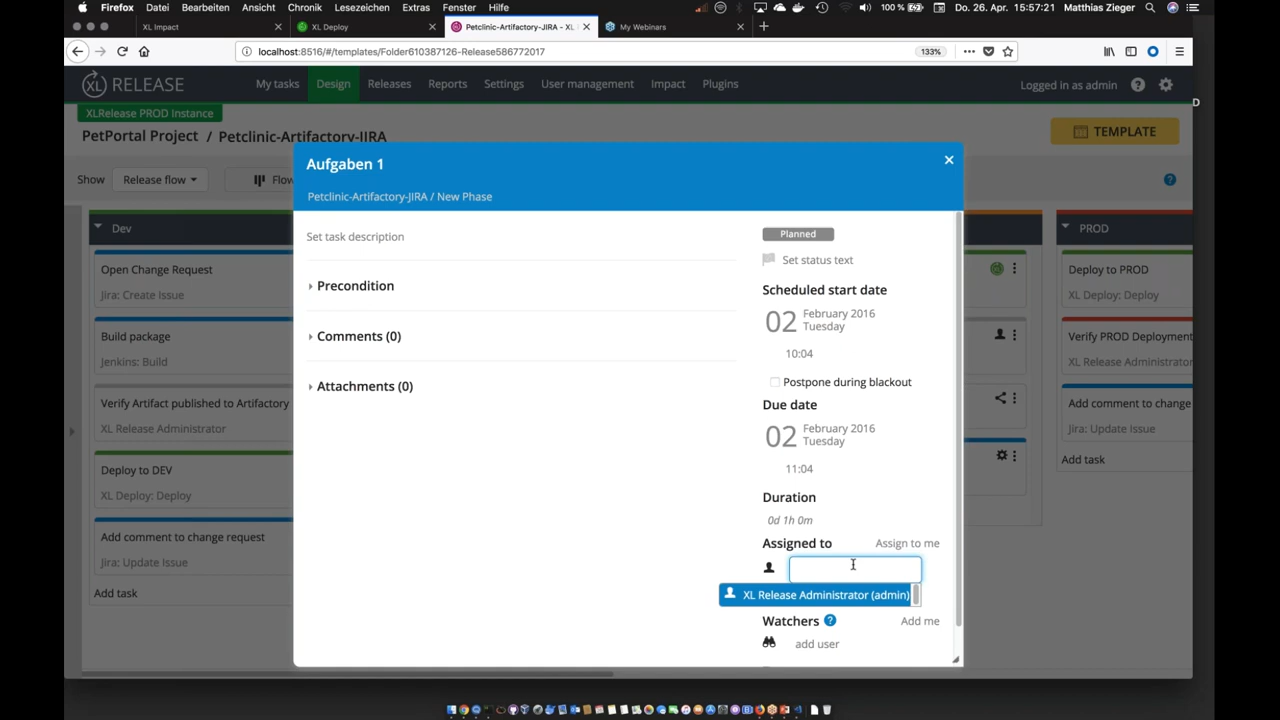 Firefox Datei Bearbeiten Ansicht Chronik Lesezeichen Extras Fenster Hilfe 100 % Do. 26. Apr. 15:57:21 Matthias Zieger
XL Impact
XL Deploy
Petclinic-Artifactory-JIRA - XL
My Webinars
localhost:8516/#/templates/Folder610387126-Release586772017
133%
XL RELEASE
My tasks Design Releases Reports Settings User management Impact Plugins
Logged in as admin
XLRelease PROD Instance
D
PetPortal Project / Petclinic-Artifactory-JIRA
TEMPLATE
Show Release flow
Flow
Aufgaben 1
Petclinic-Artifactory-JIRA / New Phase
Dev
Open Change Request
Jira: Create Issue
Build package
Jenkins: Build
Verify Artifact published to Artifactory
XL Release Administrator
Deploy to DEV
XL Deploy: Deploy
Add comment to change request
Jira: Update Issue
Add task
Set task description
Precondition
Comments (0)
Attachments (0)
Planned
Set status text
Scheduled start date
02 February 2016
Tuesday
10:04
Postpone during blackout
Due date
02 February 2016
Tuesday
11:04
Duration
0d 1h 0m
Assigned to Assign to me
XL Release Administrator (admin)
Watchers Add me
add user
PROD
Deploy to PROD
XL Deploy: Deploy
Verify PROD Deployment
XL Release Administrator
Add comment to change
Jira: Update Issue
Add task